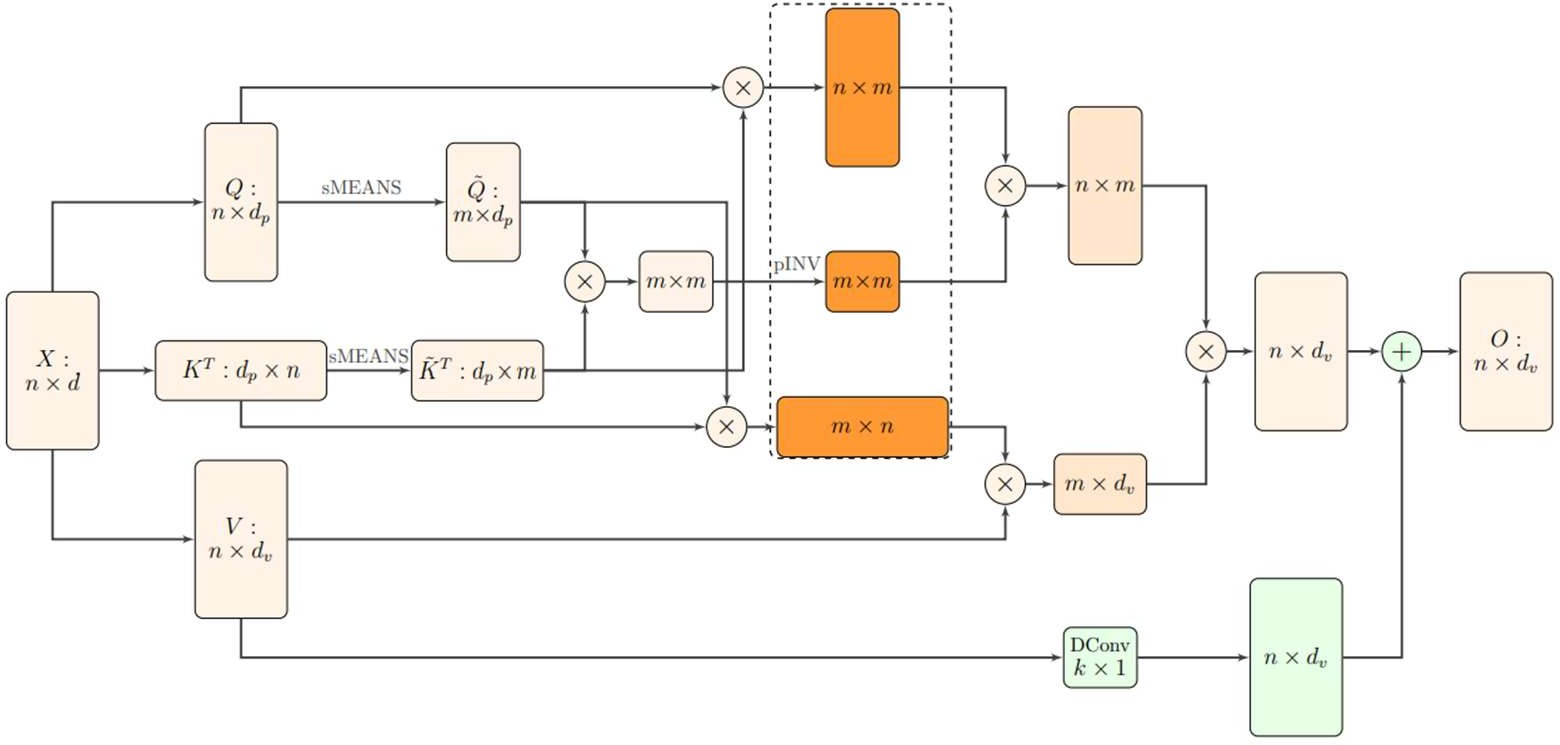 X :
n × d
Q :
n × d_p
sMEANS
Q̃ :
m×d_p
K^T : d_p × n
sMEANS
K̃^T : d_p × m
V :
n × d_v
×
m×m
×
×
pINV
n × m
m×m
m × n
×
n × m
×
m × d_v
×
n × d_v
+
O :
n × d_v
DConv
k × 1
n × d_v